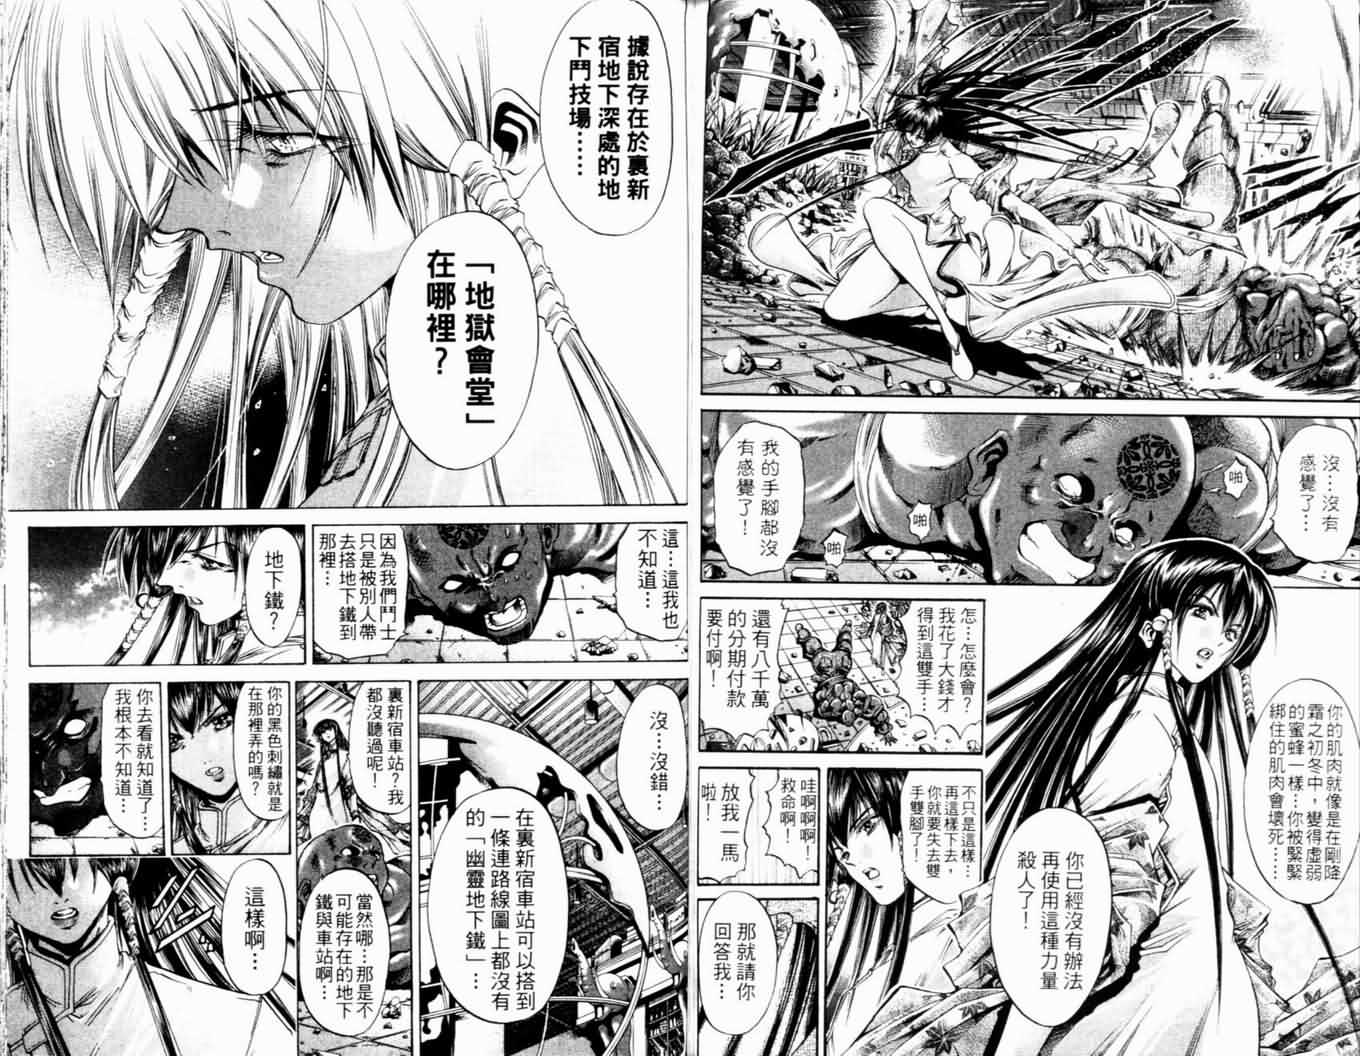 沒…沒有
感覺了…
啪
啪
啪
我的手腳都沒
有感覺了！
怎…怎麼會？
我花了大錢才
得到這雙手…
還有八千萬
的分期付款
要付啊！
你的肌肉就像是在剛降
霜之初冬中，變得虛弱
的蜜蜂一樣…你被緊緊
綁住的肌肉會壞死……
你已經沒有辦法
再使用這種力量
殺人了！
不只是這樣…
再這樣下去，
你就要失去雙
手雙腳了！
哇啊啊啊！
救命啊！
放我一馬
啦！
那就請你
回答我…
據說存在於裏新
宿地下深處的地
下鬥技場……
「地獄會堂」
在哪裡？
這…這我也
不知道…
因為我們鬥士
只是被別人帶
去搭地下鐵到
那裡…
地下鐵？
沒…沒錯…
在裏新宿車站可以搭到
一條連路線圖上都沒有
的「幽靈地下鐵」…
裏新宿車站？我
都沒聽過呢！
當然哪…那是不
可能存在的地下
鐵與車站啊…
你的黑色刺繡就是
在那裡弄的嗎？
你去看就知道了…
我根本不知道…
這樣啊…